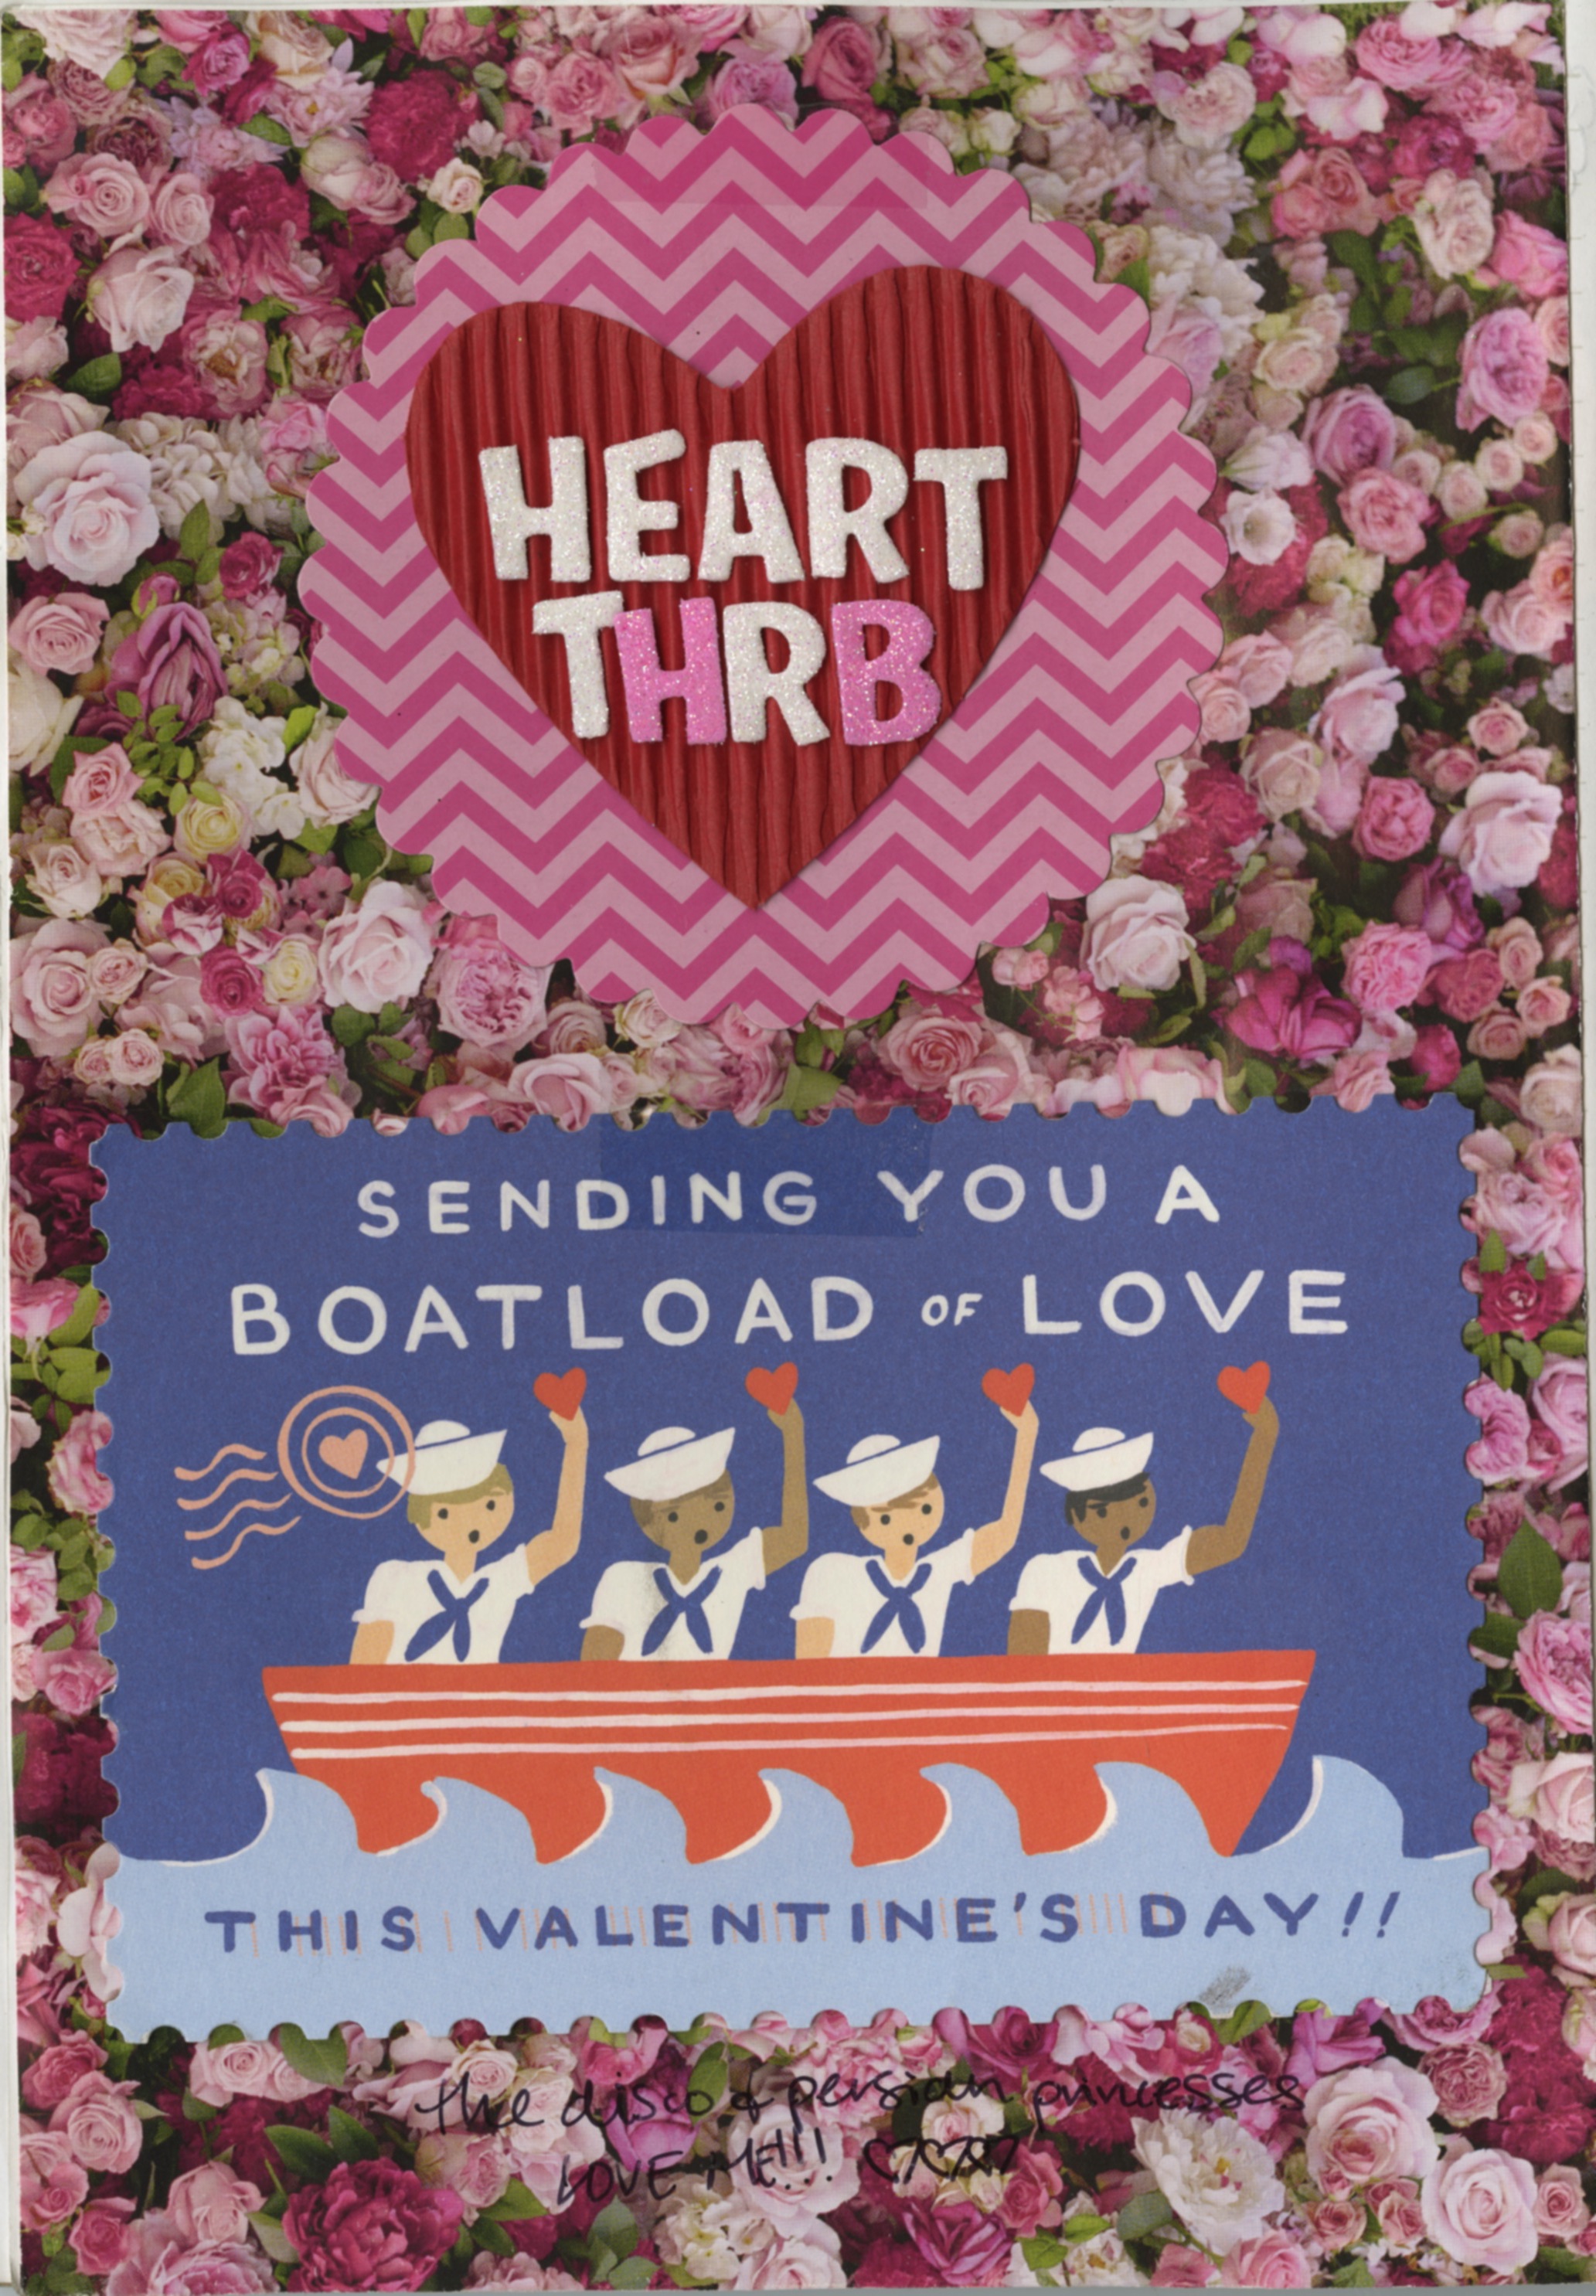 HEART
THRB
SENDING YOU A
BOATLOAD OF LOVE
THIS VALENTINE'S DAY!!
the disco & persian princesses
LOVE ME!!! ♡♡♡